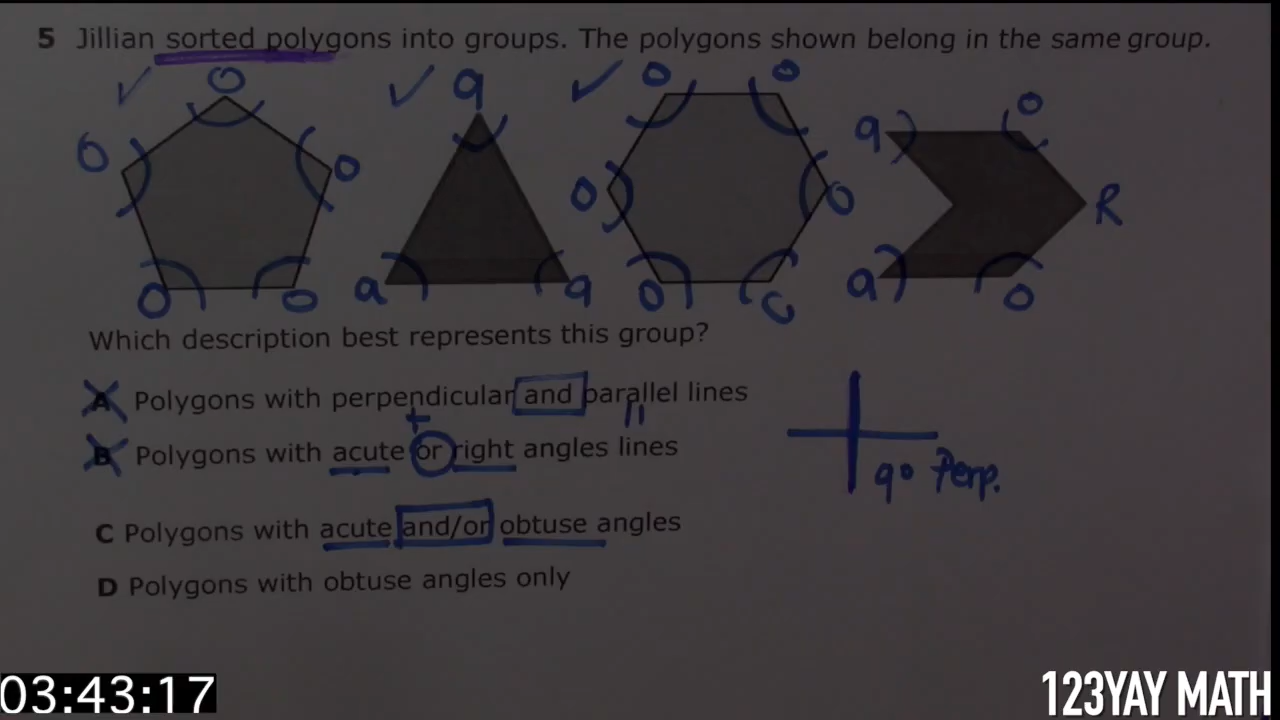 5 Jillian sorted polygons into groups. The polygons shown belong in the same group.
O a O O
O O O O a O R
O O a a O a O
Which description best represents this group?
A Polygons with perpendicular and parallel lines
B Polygons with acute or right angles lines
90 Perp.
C Polygons with acute and/or obtuse angles
D Polygons with obtuse angles only
03:43:17
123YAY MATH